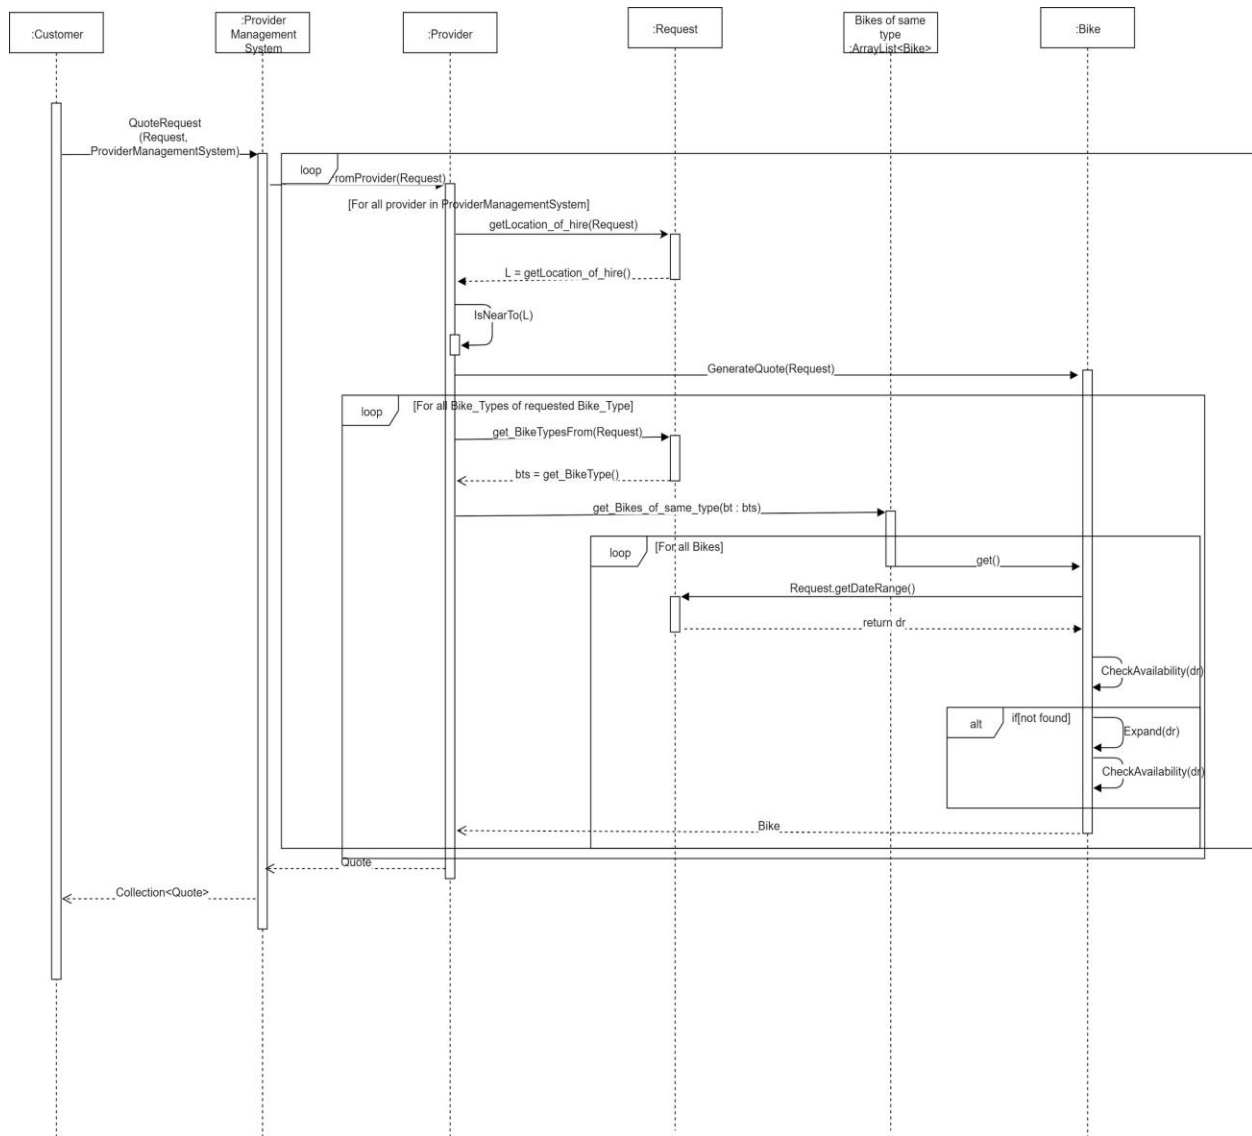 :Customer
:Provider
Management
System
:Provider
:Request
Bikes of same
type
:ArrayList<Bike>
:Bike
QuoteRequest
(Request,
ProviderManagementSystem)
loop
romProvider(Request)
[For all provider in ProviderManagementSystem]
getLocation_of_hire(Request)
L = getLocation_of_hire()
IsNearTo(L)
GenerateQuote(Request)
loop
[For all Bike_Types of requested Bike_Type]
get_BikeTypesFrom(Request)
bts = get_BikeType()
get_Bikes_of_same_type(bt : bts)
loop
[For all Bikes]
get()
Request.getDateRange()
return dr
CheckAvailability(dr)
alt
if[not found]
Expand(dr)
CheckAvailability(dr)
Bike
Quote
Collection<Quote>